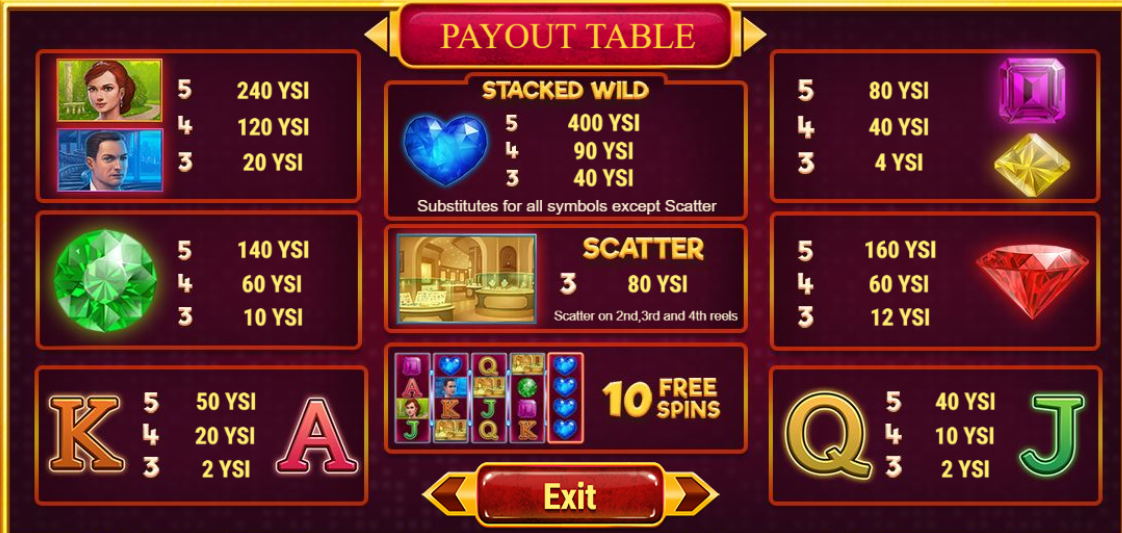 PAYOUT TABLE
5 240 YSI
4 120 YSI
3 20 YSI
STACKED WILD
5 400 YSI
4 90 YSI
3 40 YSI
Substitutes for all symbols except Scatter
5 80 YSI
4 40 YSI
3 4 YSI
5 140 YSI
4 60 YSI
3 10 YSI
SCATTER
3 80 YSI
Scatter on 2nd,3rd and 4th reels
5 160 YSI
4 60 YSI
3 12 YSI
K
5 50 YSI
4 20 YSI
3 2 YSI
A
Q
A
K J
J Q K
10 FREE
SPINS
Q
5 40 YSI
4 10 YSI
3 2 YSI
J
Exit